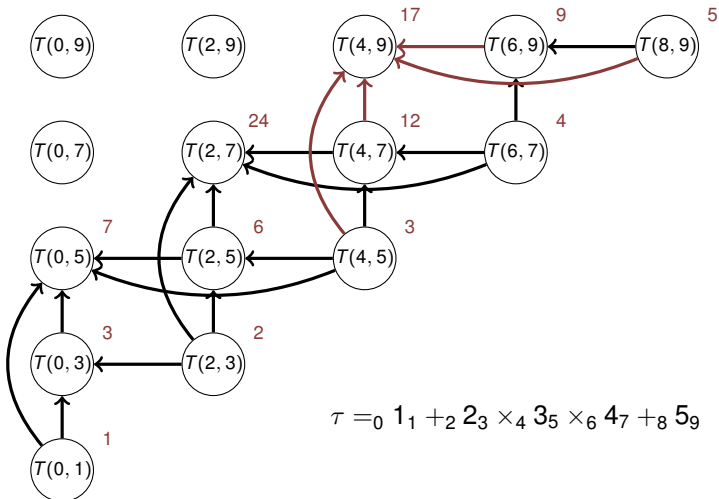 17 9 5
T(0, 9) T(2, 9) T(4, 9) T(6, 9) T(8, 9)
24 12 4
T(0, 7) T(2, 7) T(4, 7) T(6, 7)
7 6 3
T(0, 5) T(2, 5) T(4, 5)
3 2
T(0, 3) T(2, 3)
τ =₀ 1₁ +₂ 2₃ ×₄ 3₅ ×₆ 4₇ +₈ 5₉
1
T(0, 1)